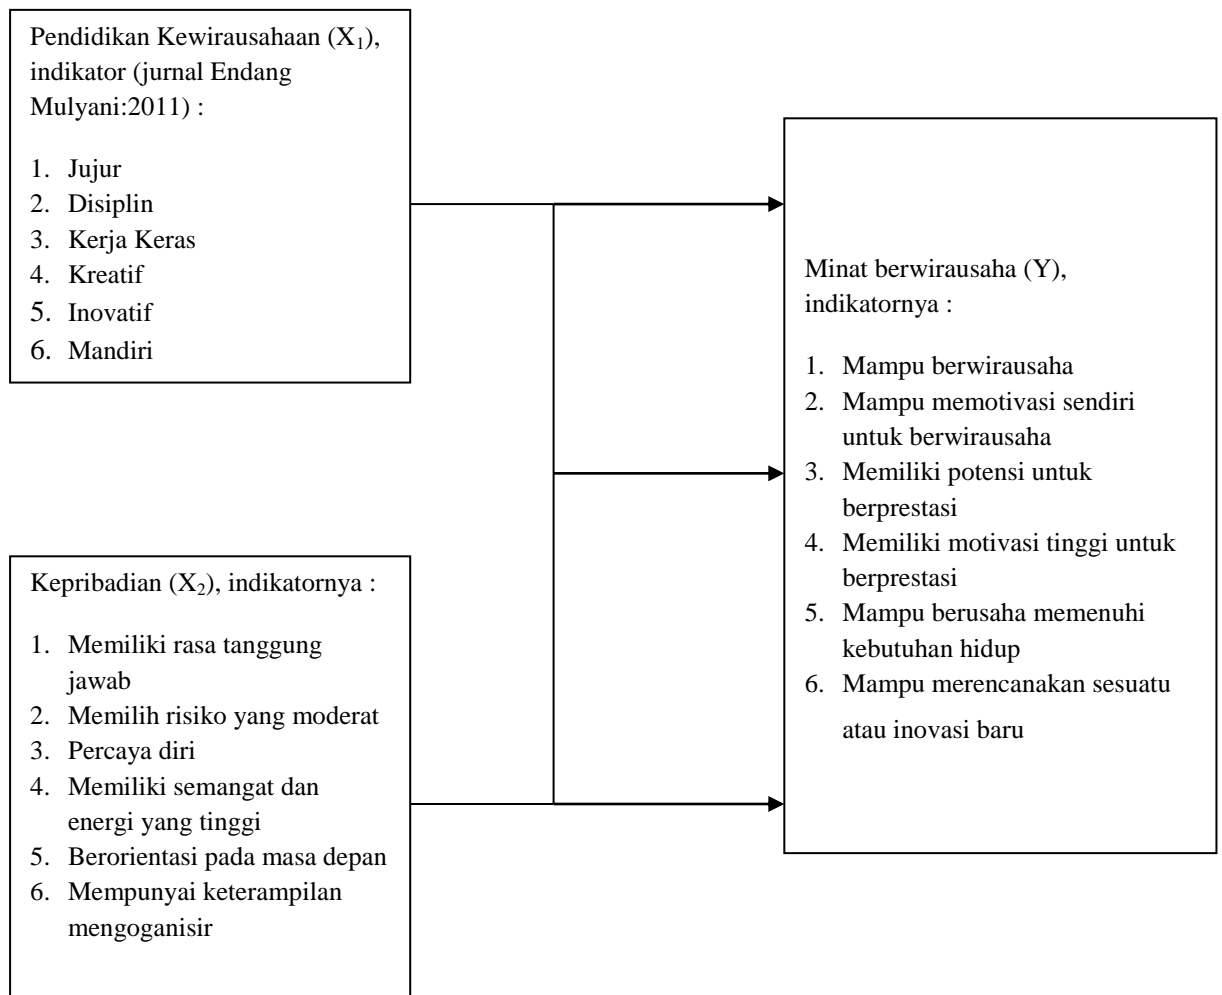 Pendidikan Kewirausahaan (X₁),
indikator (jurnal Endang
Mulyani:2011) :
1. Jujur
2. Disiplin
3. Kerja Keras
4. Kreatif
5. Inovatif
6. Mandiri
Kepribadian (X₂), indikatornya :
1. Memiliki rasa tanggung
jawab
2. Memilih risiko yang moderat
3. Percaya diri
4. Memiliki semangat dan
energi yang tinggi
5. Berorientasi pada masa depan
6. Mempunyai keterampilan
mengoganisir
Minat berwirausaha (Y),
indikatornya :
1. Mampu berwirausaha
2. Mampu memotivasi sendiri
untuk berwirausaha
3. Memiliki potensi untuk
berprestasi
4. Memiliki motivasi tinggi untuk
berprestasi
5. Mampu berusaha memenuhi
kebutuhan hidup
6. Mampu merencanakan sesuatu
atau inovasi baru